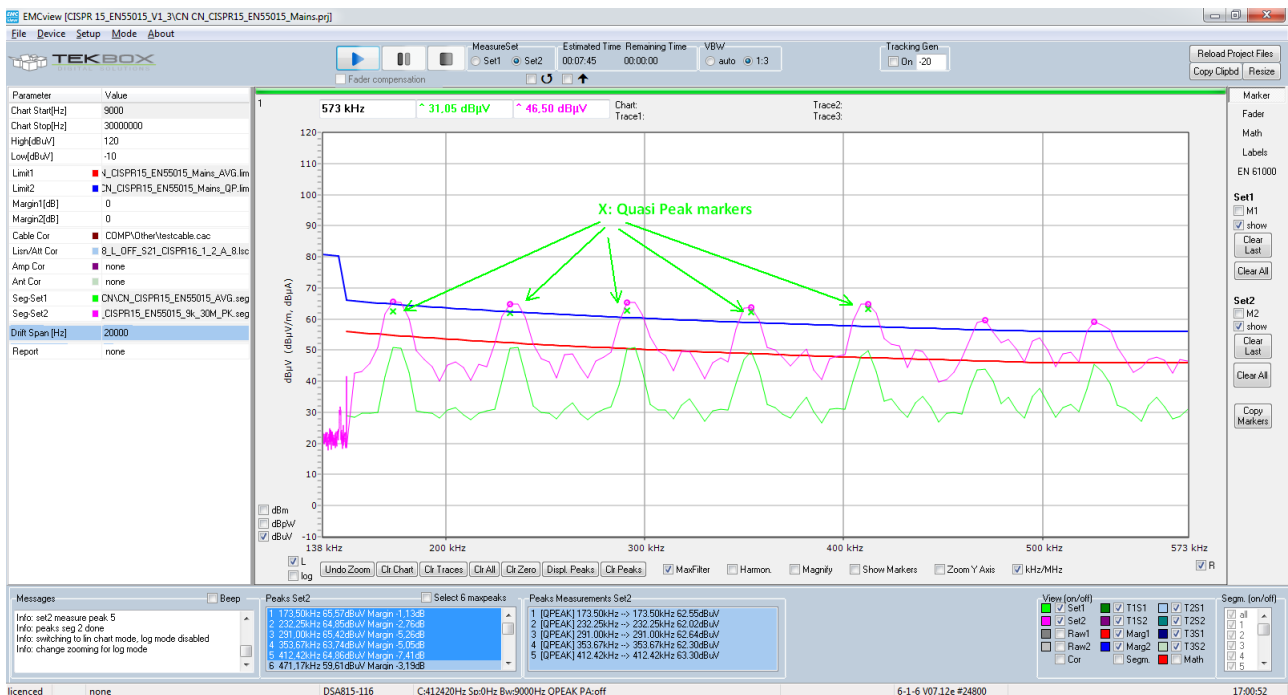 EMCview [CISPR 15_EN55015_V1_3\CN CN_CISPR15_EN55015_Mains.prj]
File Device Setup Mode About
TEKBOX
DIGITAL SOLUTIONS
Fader compensation
MeasureSet
Set1 Set2
Estimated Time Remaining Time
00:07:45 00:00:00
VBW
auto 1:3
Tracking Gen
On -20
Reload Project Files
Copy Clipbd Resize
Parameter Value
Chart Start[Hz] 9000
Chart Stop[Hz] 30000000
High[dBuV] 120
Low[dBuV] -10
Limit1 N_CISPR15_EN55015_Mains_AVG.lim
Limit2 CN_CISPR15_EN55015_Mains_QP.lim
Margin1[dB] 0
Margin2[dB] 0
Cable Cor COMP\Other\testcable.cac
Lisn/Att Cor 8_L_OFF_S21_CISPR16_1_2_A_8.lsc
Amp Cor none
Ant Cor none
Seg-Set1 CN\CN_CISPR15_EN55015_AVG.seg
Seg-Set2 _CISPR15_EN55015_9k_30M_PK.seg
Drift Span [Hz] 20000
Report none
1
573 kHz
^ 31,05 dBµV
^ 46,50 dBµV
Chart:
Trace1:
Trace2:
Trace3:
X: Quasi Peak markers
dBµV (dBµV/m, dBµA)
120
110
100
90
80
70
60
50
40
30
20
10
0
-10
138 kHz 200 kHz 300 kHz 400 kHz 500 kHz 573 kHz
dBm
dBpW
dBuV
L
log
Undo Zoom Clr Chart Clr Traces Clr All Clr Zero Displ. Peaks Clr Peaks MaxFilter Harmon. Magnify Show Markers Zoom Y Axis kHz/MHz
R
Marker
Fader
Math
Labels
EN 61000
Set1
M1
show
Clear
Last
Clear All
Set2
M2
show
Clear
Last
Clear All
Copy
Markers
Messages Beep
Info: set2 measure peak 5
Info: peaks seg 2 done
Info: switching to lin chart mode, log mode disabled
Info: change zooming for log mode
Peaks Set2 Select 6 maxpeaks
1 173,50kHz 65,57dBuV Margin -1,13dB
2 232,25kHz 64,85dBuV Margin -2,76dB
3 291,00kHz 65,42dBuV Margin -5,26dB
4 353,67kHz 63,74dBuV Margin -5,05dB
5 412,42kHz 64,86dBuV Margin -7,41dB
6 471,17kHz 59,61dBuV Margin -3,19dB
Peaks Measurements Set2
1 [QPEAK] 173.50kHz --> 173.50kHz 62.55dBuV
2 [QPEAK] 232.25kHz --> 232.25kHz 62.02dBuV
3 [QPEAK] 291.00kHz --> 291.00kHz 62.64dBuV
4 [QPEAK] 353.67kHz --> 353.67kHz 62.30dBuV
5 [QPEAK] 412.42kHz --> 412.42kHz 63.30dBuV
View (on/off)
Set1 T1S1 T2S1
Set2 T1S2 T2S2
Raw1 Marg1 T3S1
Raw2 Marg2 T3S2
Cor Segm. Math
Segm. (on/off)
all
1
2
3
4
5
licenced none DSA815-116 C:412420Hz Sp:0Hz Bw:9000Hz QPEAK PA:off 6-1-6 V07.12e #24800 17:00:52